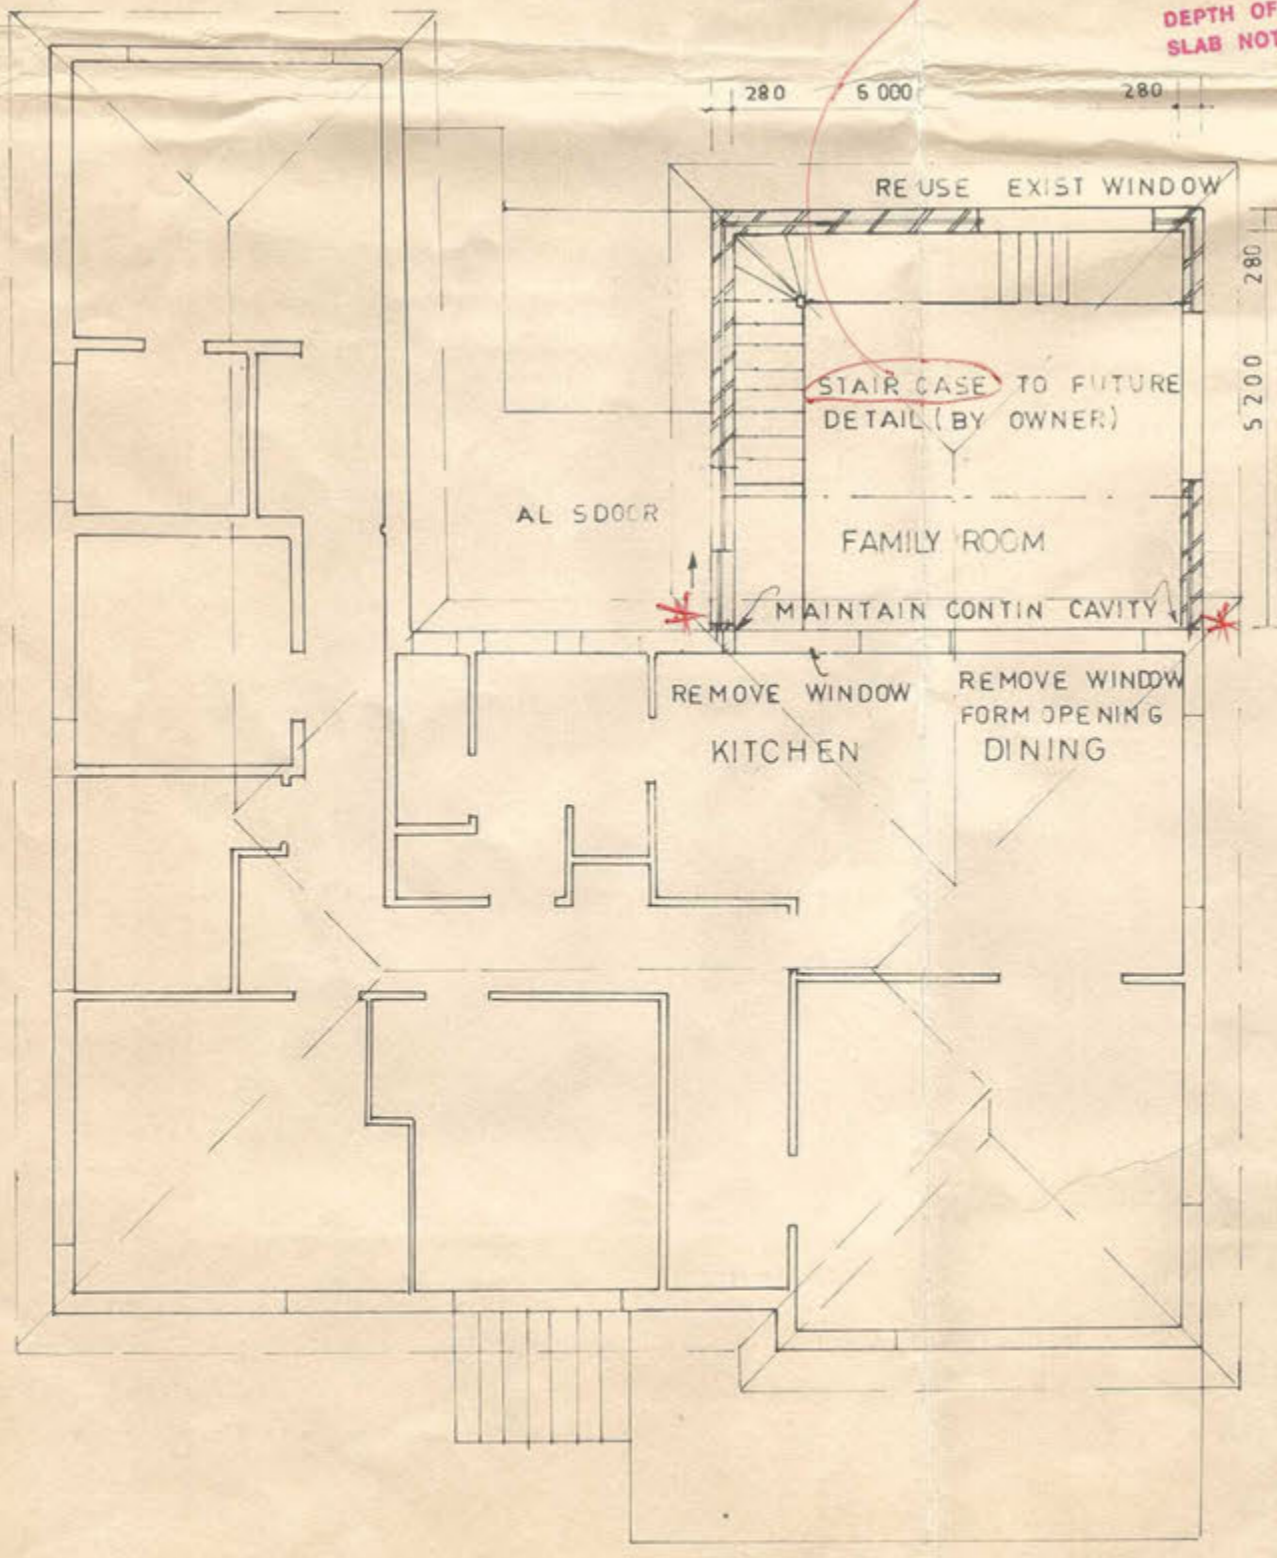 DEPTH OF
SLAB NOT
280 6 000 280
RE USE EXIST WINDOW
280
5 200
STAIR CASE TO FUTURE
DETAIL (BY OWNER)
AL S DOOR
FAMILY ROOM
MAINTAIN CONTIN CAVITY
REMOVE WINDOW
REMOVE WINDOW
FORM OPENING
KITCHEN
DINING